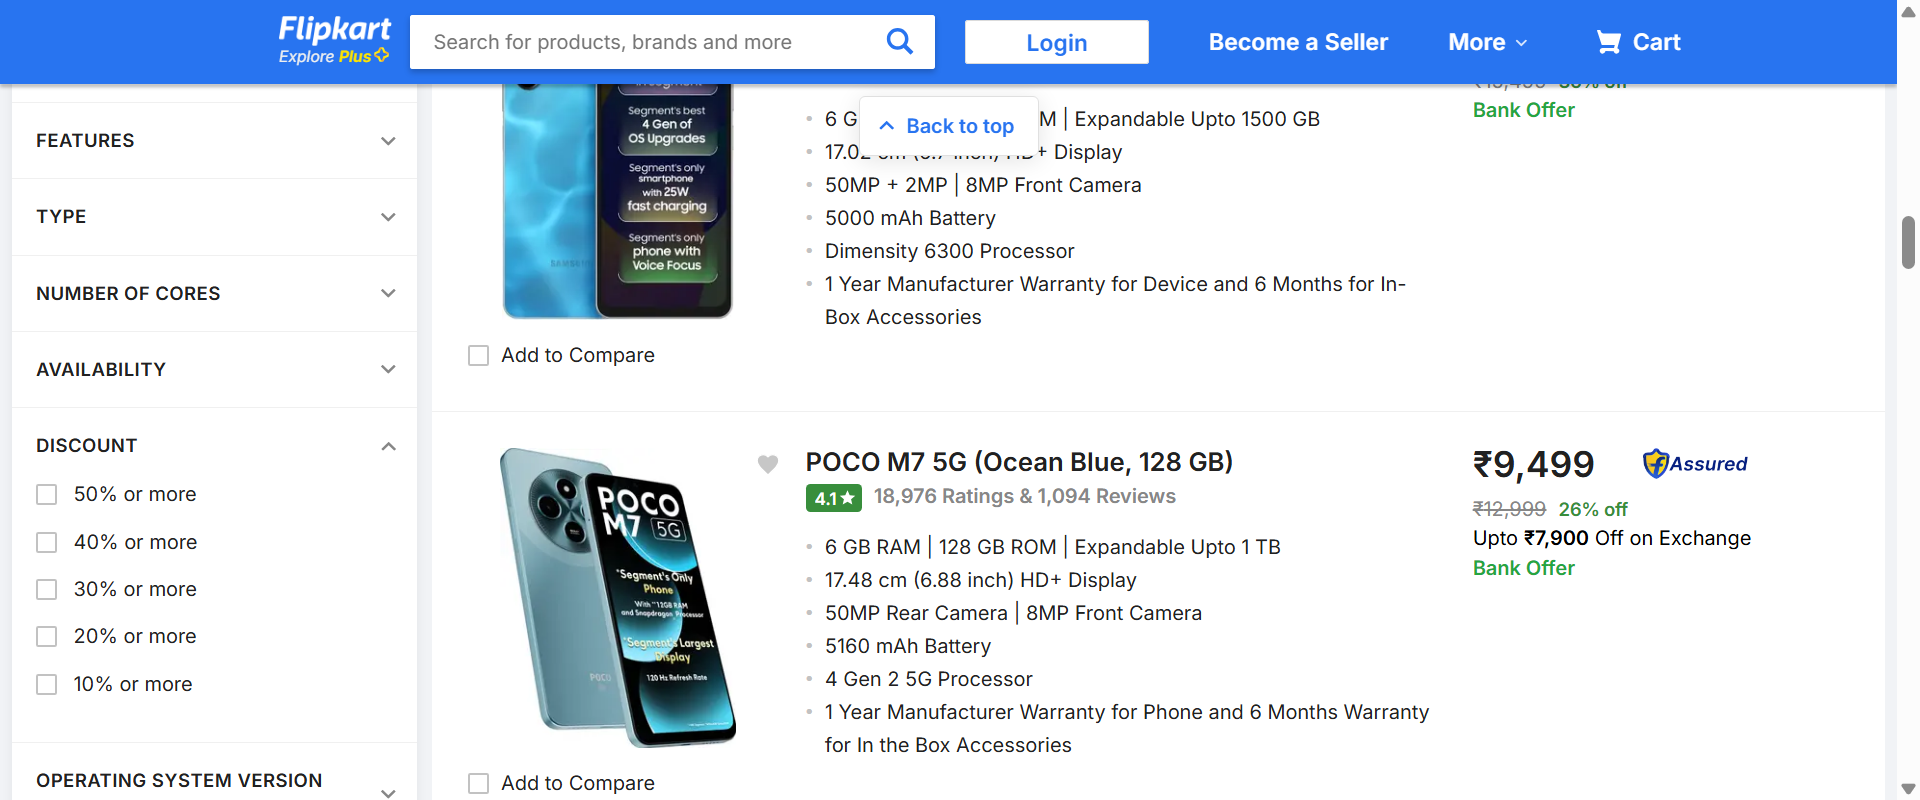 Flipkart
Explore Plus
Search for products, brands and more
Login
Become a Seller
More
Cart
FEATURES
TYPE
NUMBER OF CORES
AVAILABILITY
DISCOUNT
50% or more
40% or more
30% or more
20% or more
10% or more
OPERATING SYSTEM VERSION
Back to top
Segment's best
4 Gen of
OS Upgrades
Segment's only
smartphone
with 25W
fast charging
Segment's only
phone with
Voice Focus
SAMSUNG
6 G M | Expandable Upto 1500 GB
17.02 cm (6.7 inch) HD+ Display
50MP + 2MP | 8MP Front Camera
5000 mAh Battery
Dimensity 6300 Processor
1 Year Manufacturer Warranty for Device and 6 Months for In-
Box Accessories
Bank Offer
Add to Compare
POCO
M7 5G
*Segment's Only
Phone
With **12GB RAM
and Snapdragon Processor
*Segment's Largest
Display
120 Hz Refresh Rate
POCO
POCO M7 5G (Ocean Blue, 128 GB)
4.1★ 18,976 Ratings & 1,094 Reviews
6 GB RAM | 128 GB ROM | Expandable Upto 1 TB
17.48 cm (6.88 inch) HD+ Display
50MP Rear Camera | 8MP Front Camera
5160 mAh Battery
4 Gen 2 5G Processor
1 Year Manufacturer Warranty for Phone and 6 Months Warranty
for In the Box Accessories
₹9,499
Assured
₹12,999 26% off
Upto ₹7,900 Off on Exchange
Bank Offer
Add to Compare